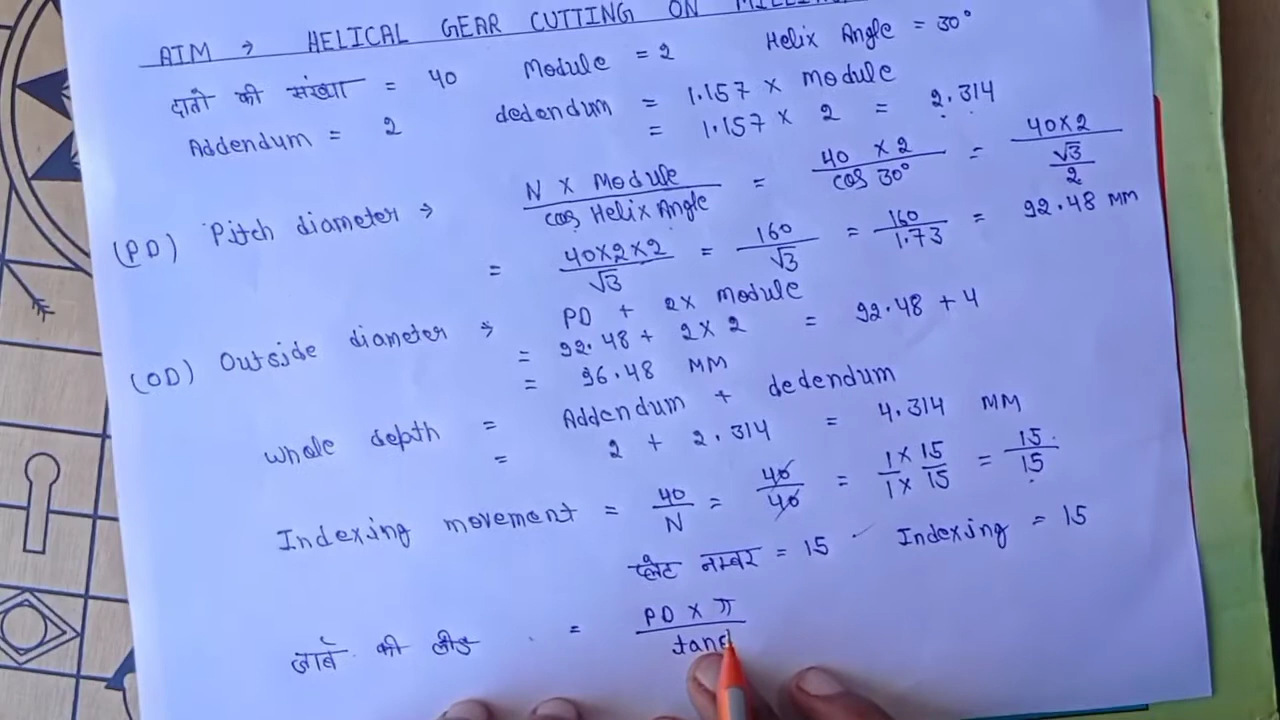 AIM → HELICAL GEAR CUTTING ON
दातो की संख्या = 40 Module = 2 Helix Angle = 30°
Addendum = 2 dedendum = 1.157 × Module
= 1.157 × 2 = 2.314
(PD) Pitch diameter → N × Module / cos Helix Angle = 40 × 2 / cos 30° = 40×2 / √3/2
= 40×2×2 / √3 = 160 / √3 = 160 / 1.73 = 92.48 MM
(OD) Outside diameter → PD + 2× Module
= 92.48 + 2 × 2 = 92.48 + 4
= 96.48 MM
Whole depth = Addendum + dedendum
= 2 + 2.314 = 4.314 MM
Indexing movement = 40 / N = 40 / 40 = 1 × 15 / 1 × 15 = 15 / 15
प्लेट नम्बर = 15 Indexing = 15
जाबे की लीड = PD × π / tan